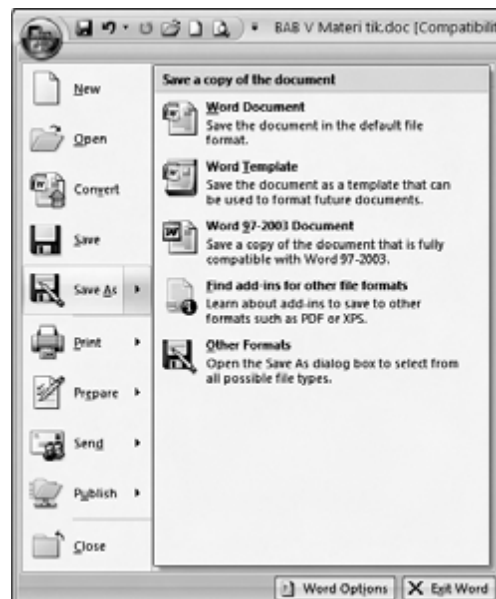 BAB V Materi tik.doc [Compatibilit
New
Open
Convert
Save
Save As
Print
Prepare
Send
Publish
Close
Save a copy of the document
Word Document
Save the document in the default file
format.
Word Template
Save the document as a template that can
be used to format future documents.
Word 97-2003 Document
Save a copy of the document that is fully
compatible with Word 97-2003.
Find add-ins for other file formats
Learn about add-ins to save to other
formats such as PDF or XPS.
Other Formats
Open the Save As dialog box to select from
all possible file types.
Word Options
Exit Word